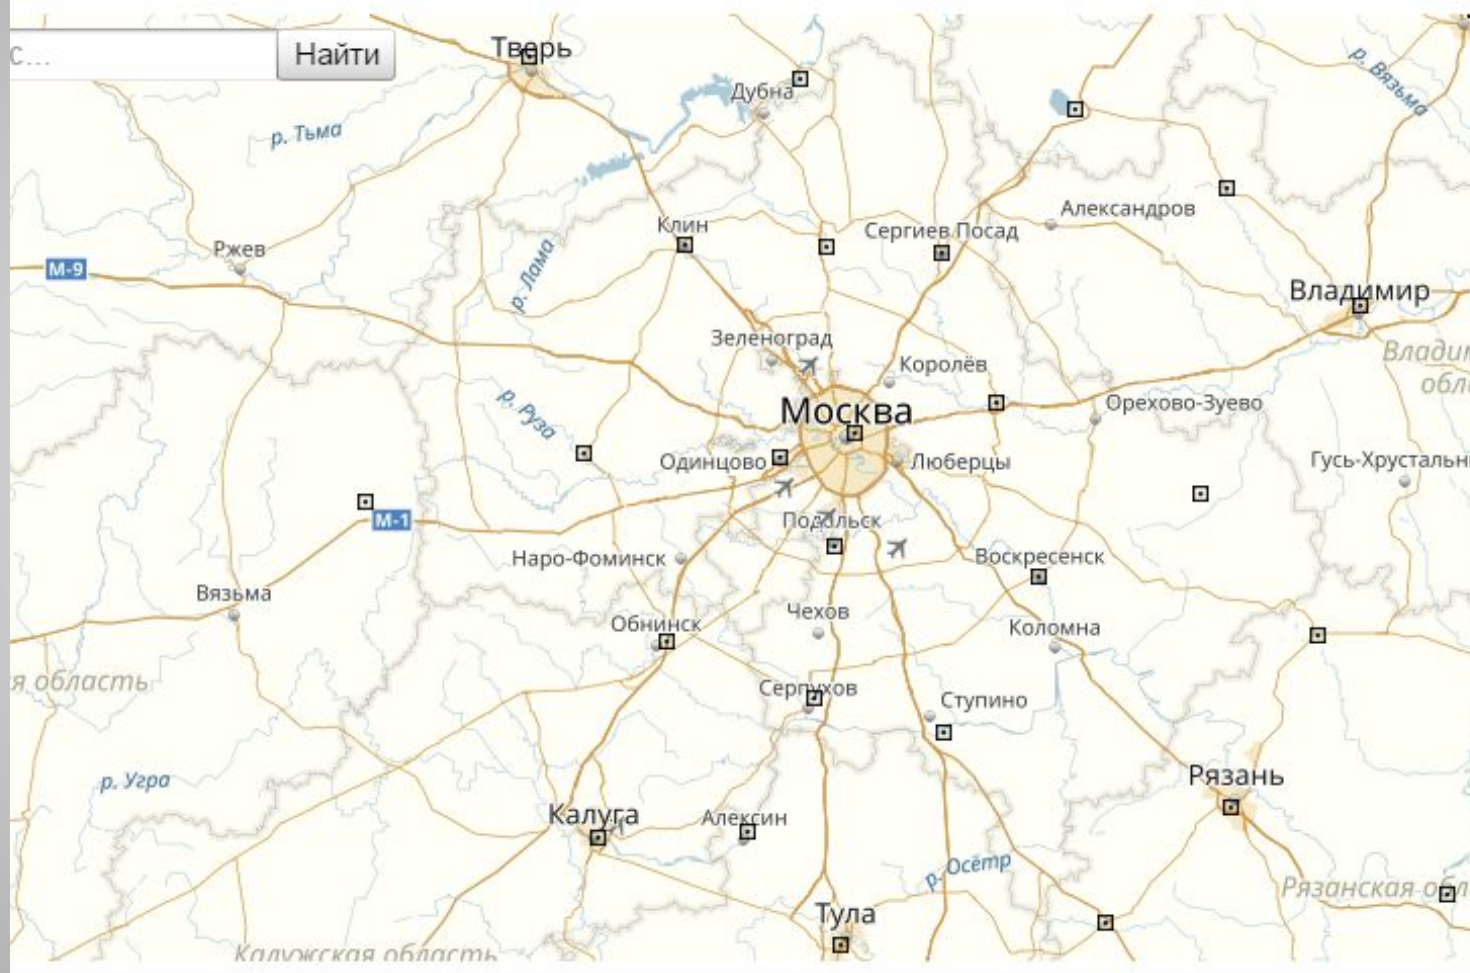 Тверь
с...
Найти
р. Вязьма
Дубна
р. Тьма
Александров
Клин
Сергиев Посад
Ржев
М-9
р. Лама
Владимир
Зеленоград
Королёв
р. Руза
Москва
Орехово-Зуево
Одинцово
Люберцы
Гусь-Хрустальн
М-1
Подольск
Наро-Фоминск
Воскресенск
Вязьма
Обнинск
Чехов
Коломна
я область
Серпухов
Ступино
р. Угра
Рязань
Калуга
Алексин
р. Осётр
Рязанская обл
Тула
Калужская область